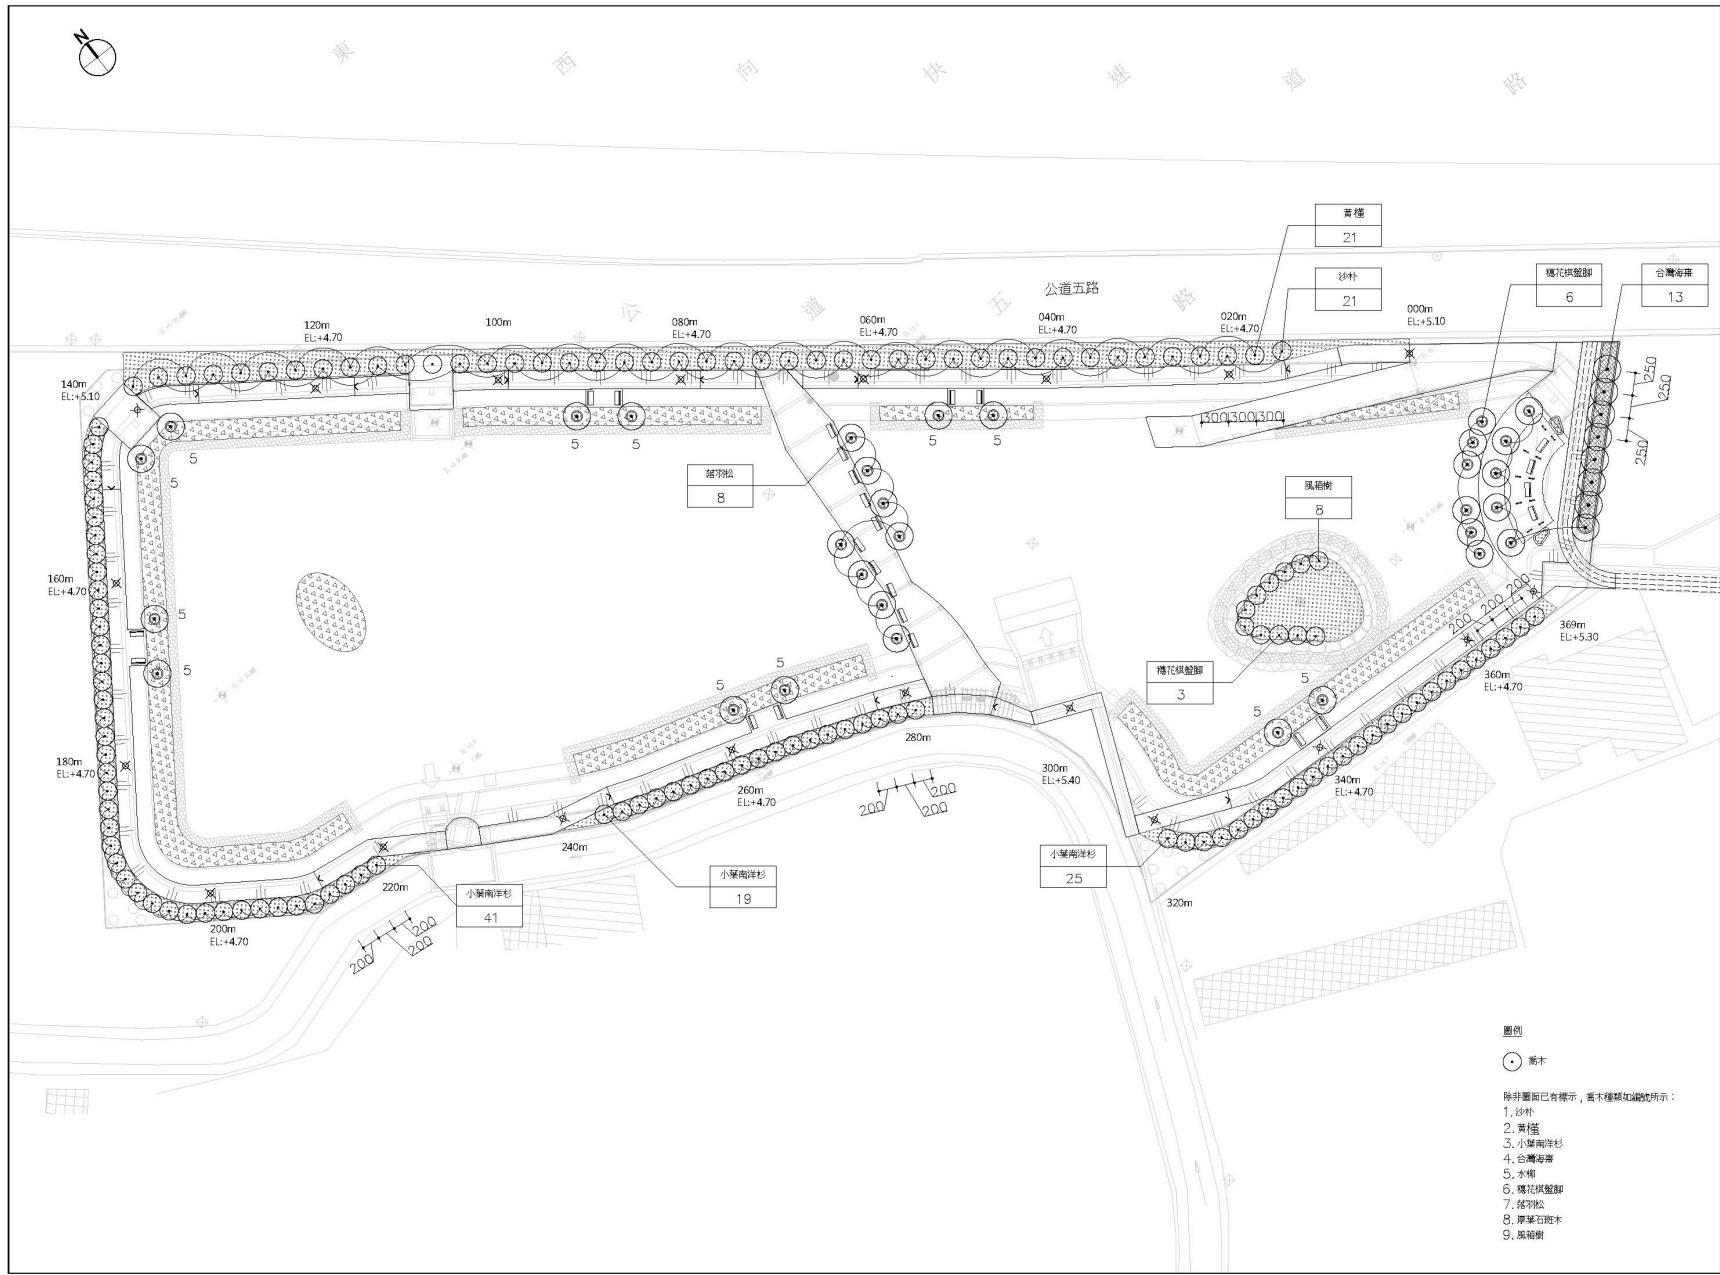 N
東西向快速道路
黃槿
21
沙朴
21
穗花棋盤腳
6
台灣海棗
13
公道五路
公道五路
000m
EL:+5.10
020m
EL:+4.70
040m
EL:+4.70
060m
EL:+4.70
080m
EL:+4.70
100m
120m
EL:+4.70
140m
EL:+5.10
250
250
250
300 300 300
5
5
5
5
5
5
落羽松
8
風箱樹
8
160m
EL:+4.70
5
5
200
200
200
369m
EL:+5.30
穗花棋盤腳
3
360m
EL:+4.70
5
5
5
5
180m
EL:+4.70
280m
300m
EL:+5.40
260m
EL:+4.70
340m
EL:+4.70
200
200
200
240m
小葉南洋杉
25
小葉南洋杉
19
小葉南洋杉
41
220m
320m
200m
EL:+4.70
200
200
200
圖例
喬木
除非圖面已有標示，喬木種類如編號所示：
1. 沙朴
2. 黃槿
3. 小葉南洋杉
4. 台灣海棗
5. 水柳
6. 穗花棋盤腳
7. 落羽松
8. 厚葉石斑木
9. 風箱樹